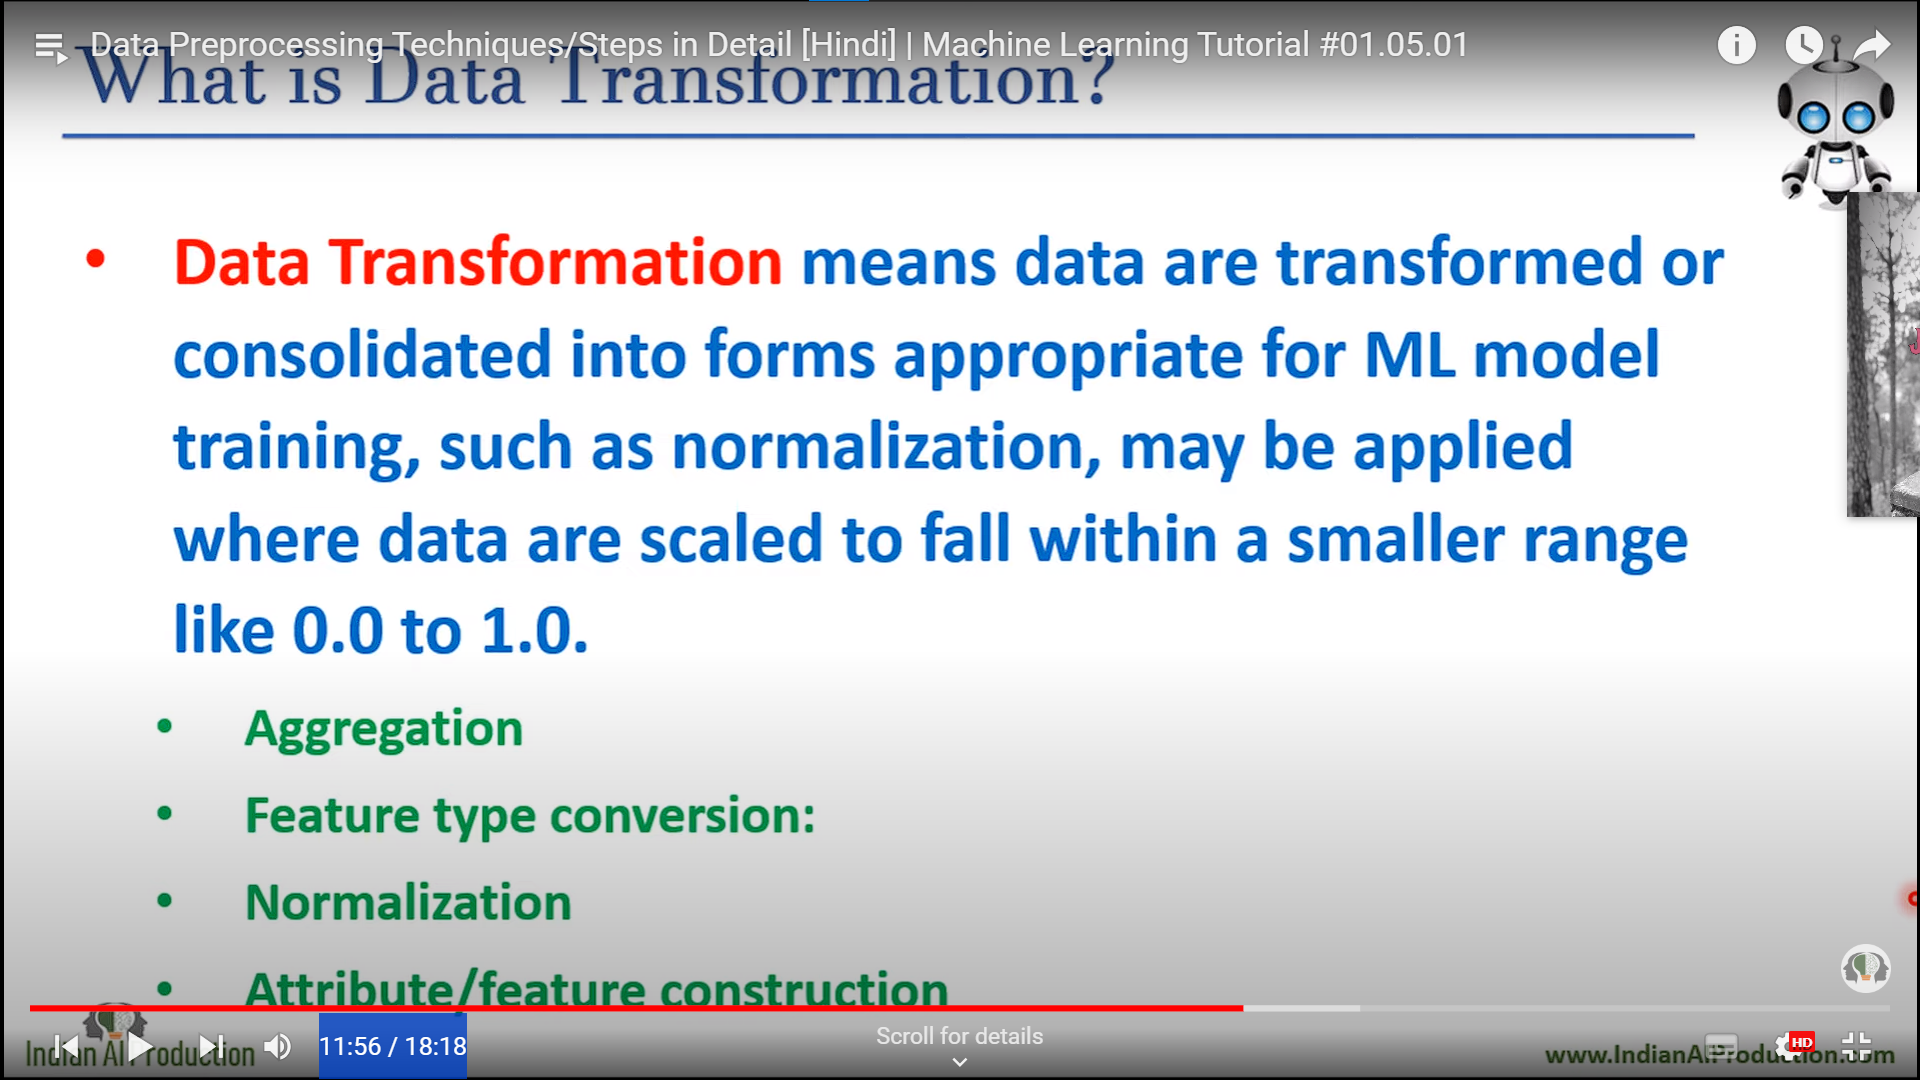 Data Preprocessing Techniques/Steps in Detail [Hindi] | Machine Learning Tutorial #01.05.01
What is Data Transformation?
• Data Transformation means data are transformed or
consolidated into forms appropriate for ML model
training, such as normalization, may be applied
where data are scaled to fall within a smaller range
like 0.0 to 1.0.
• Aggregation
• Feature type conversion:
• Normalization
• Attribute/feature construction
Indian AI Production
11:56 / 18:18
Scroll for details
HD
www.IndianAIProduction.com